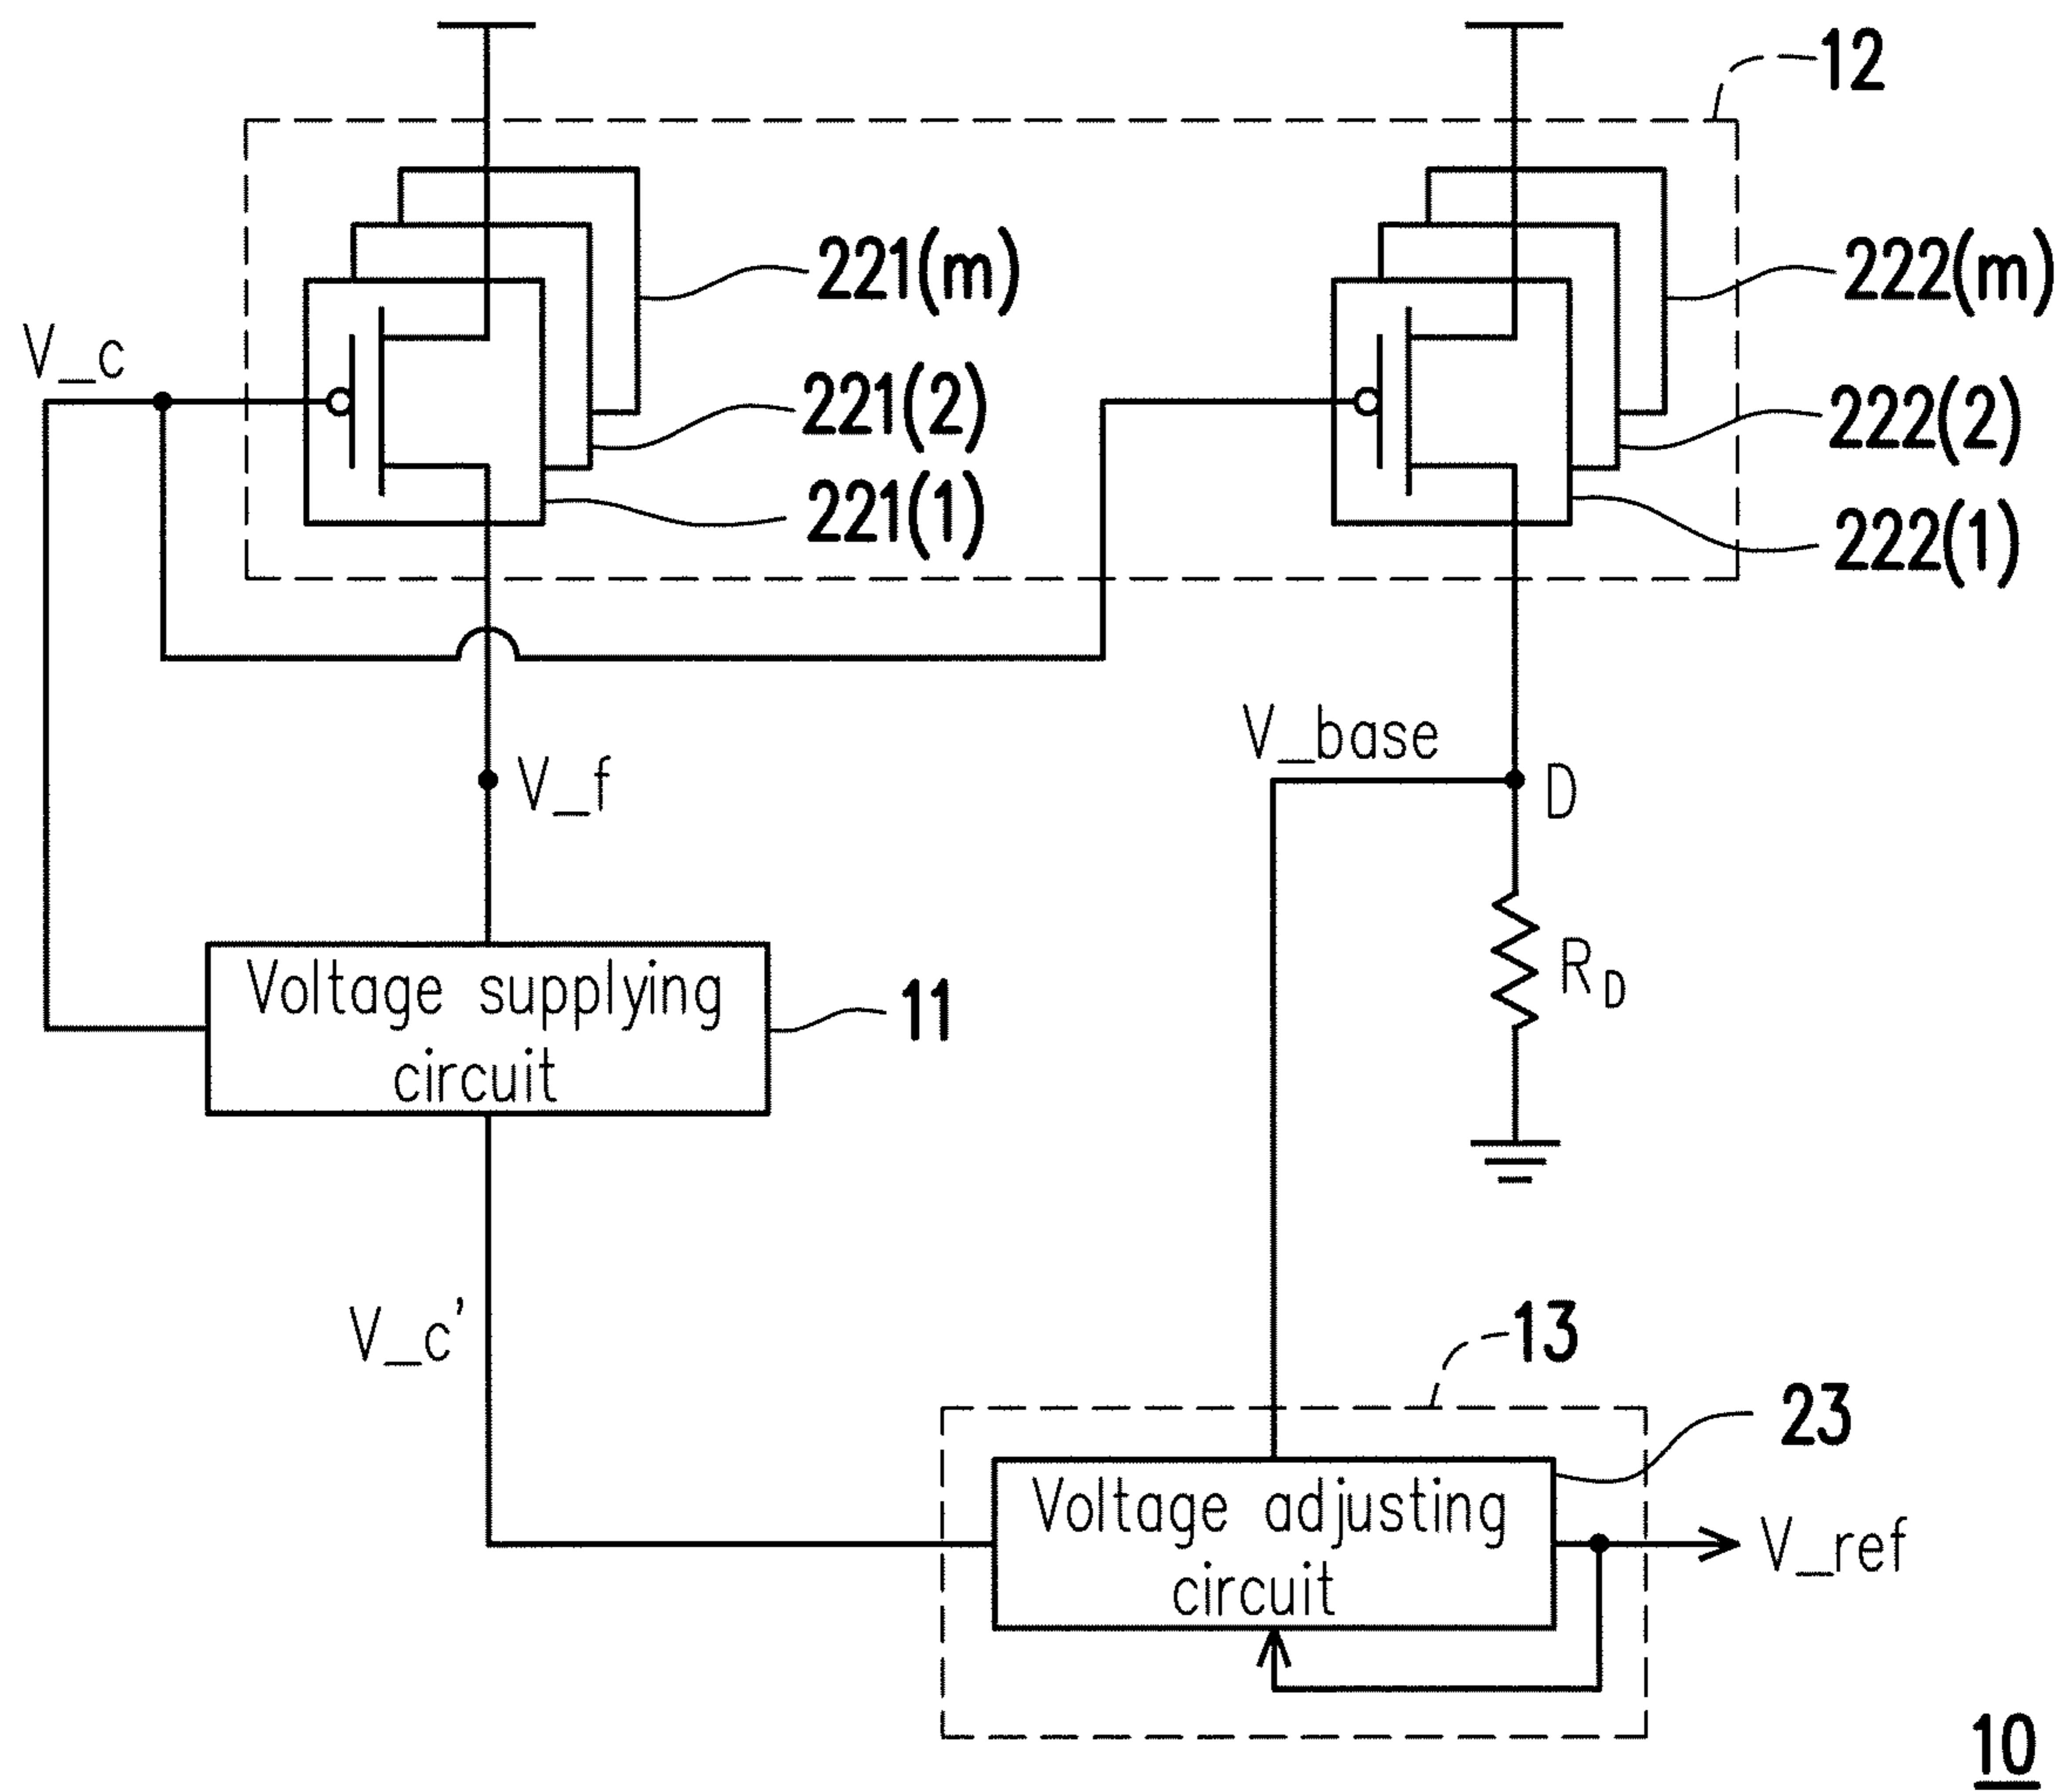 12
221(m)
222(m)
V_c
221(2)
222(2)
221(1)
222(1)
V_base
V_f
D
Voltage supplying
circuit
11
R_D
V_c'
13
23
Voltage adjusting
circuit
V_ref
10